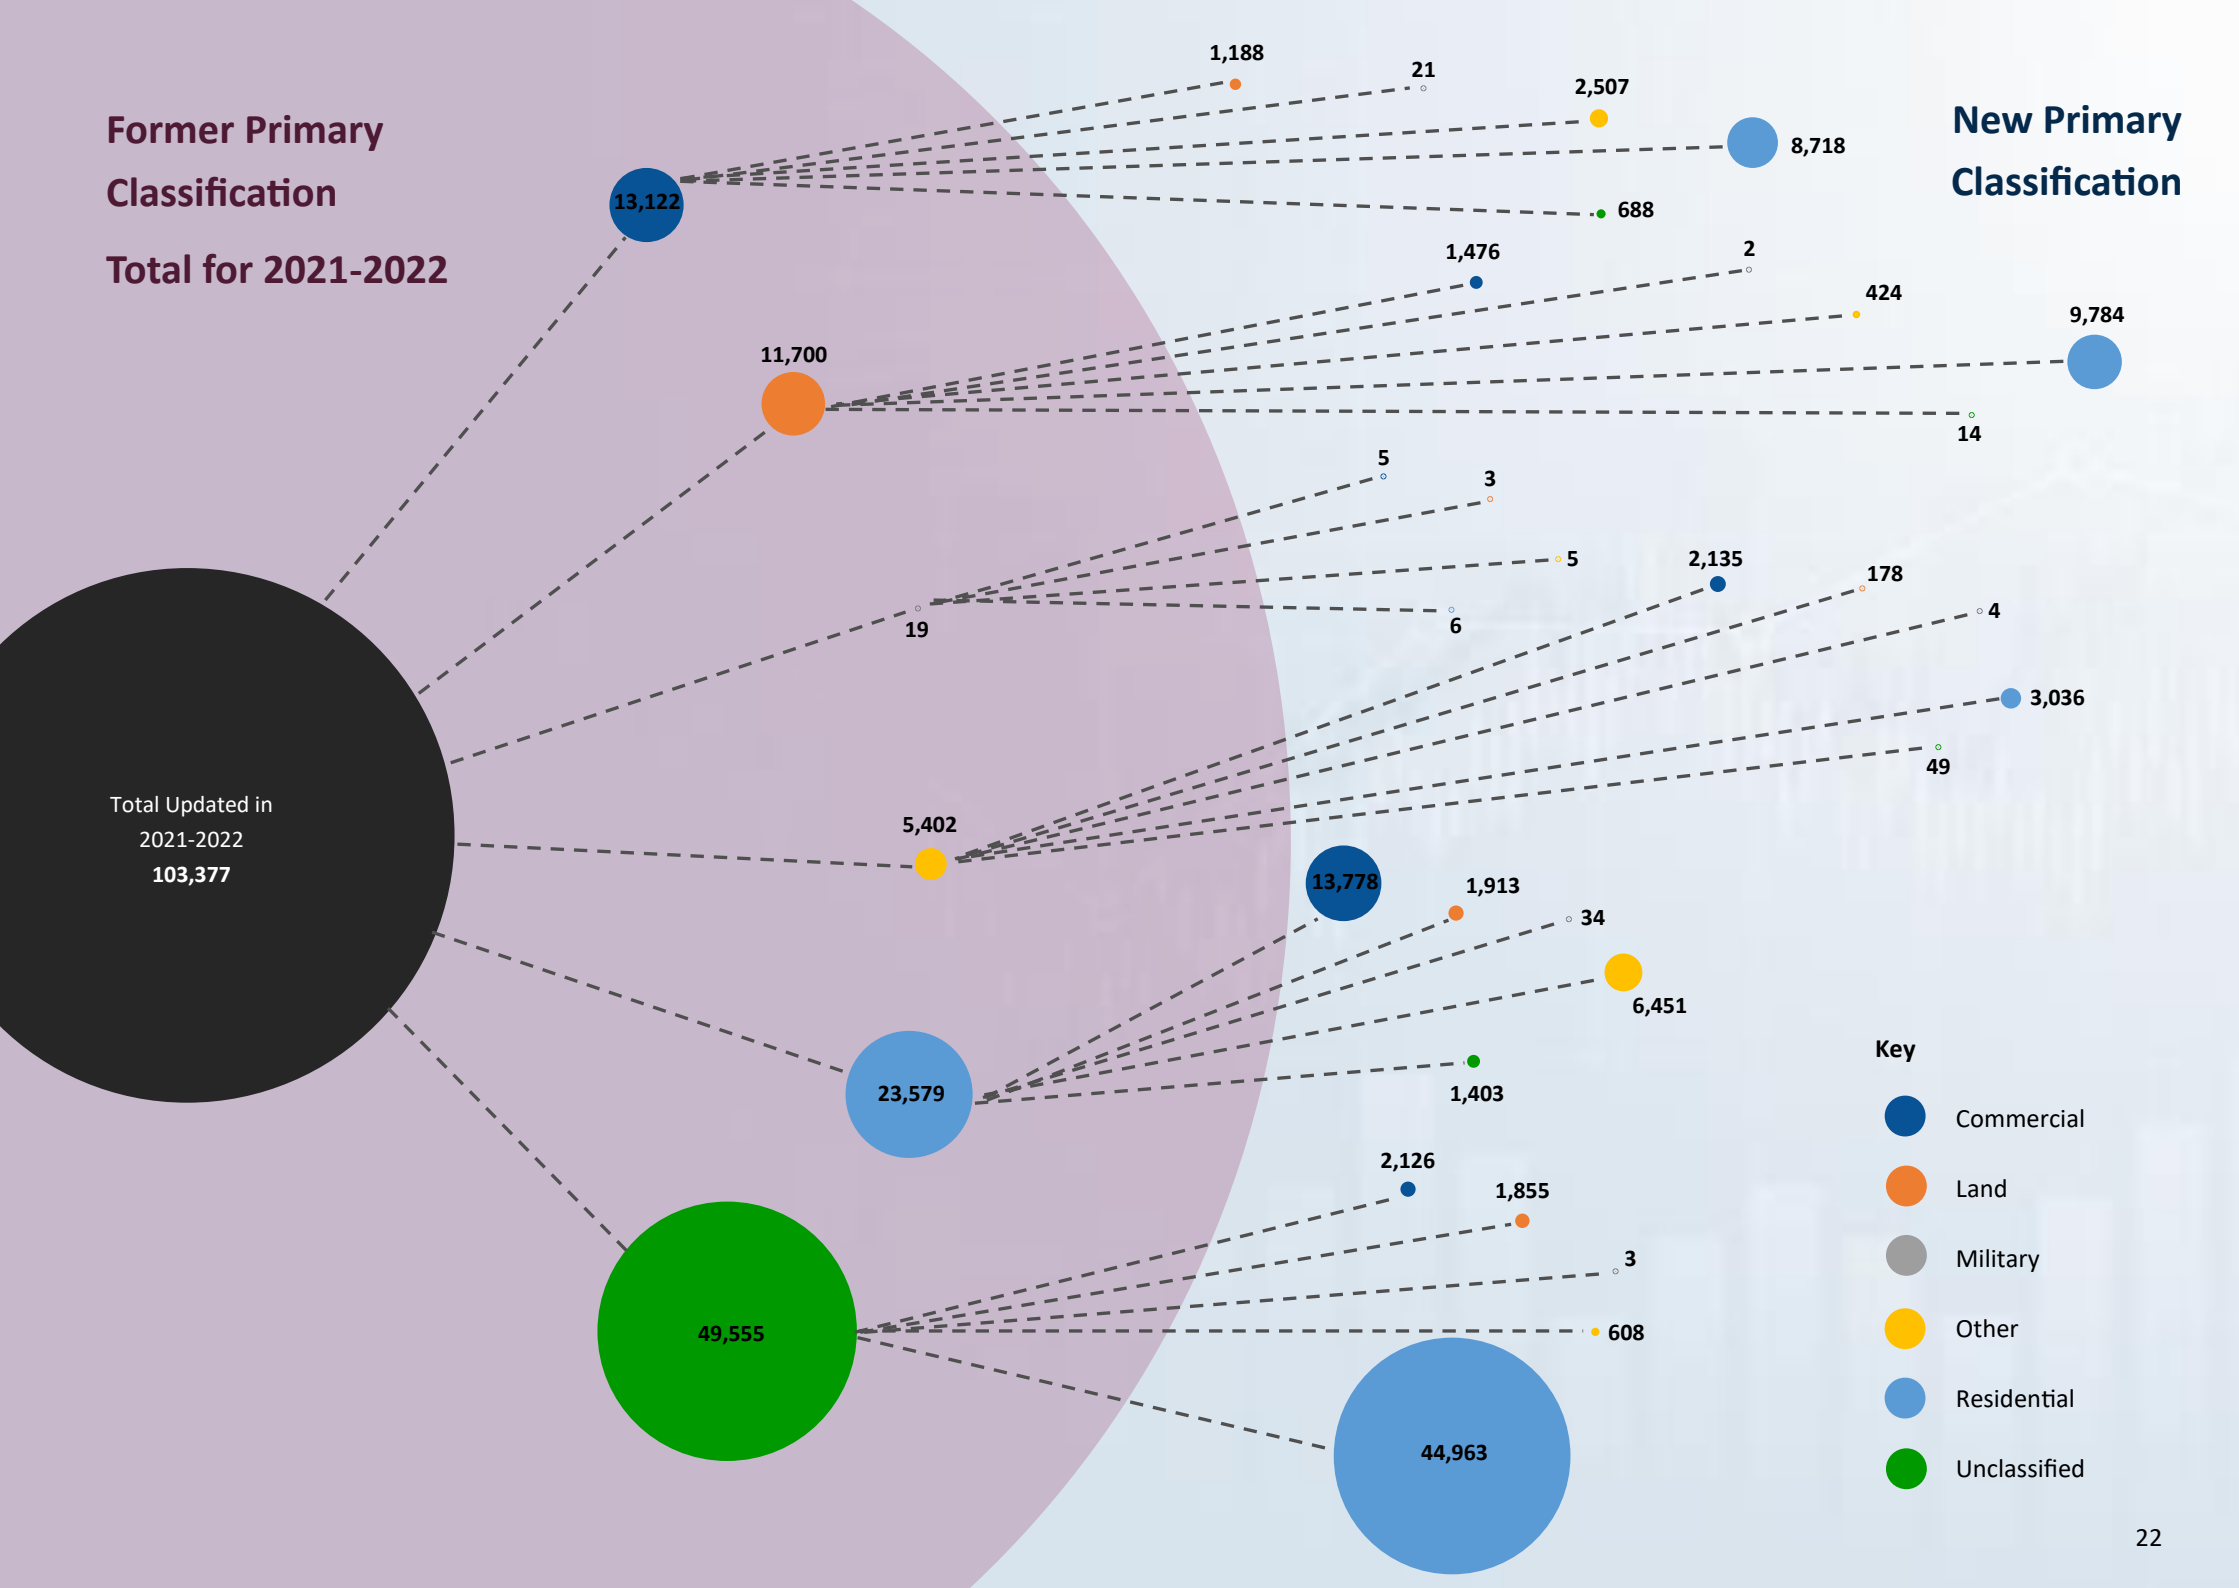 Former Primary
Classification
Total for 2021-2022
New Primary
Classification
1,188
21
2,507
8,718
13,122
688
1,476
2
424
9,784
11,700
14
5
3
5
6
19
2,135
178
4
3,036
49
Total Updated in
2021-2022
103,377
5,402
13,778
1,913
34
6,451
23,579
1,403
2,126
1,855
3
608
49,555
44,963
Key
Commercial
Land
Military
Other
Residential
Unclassified
22